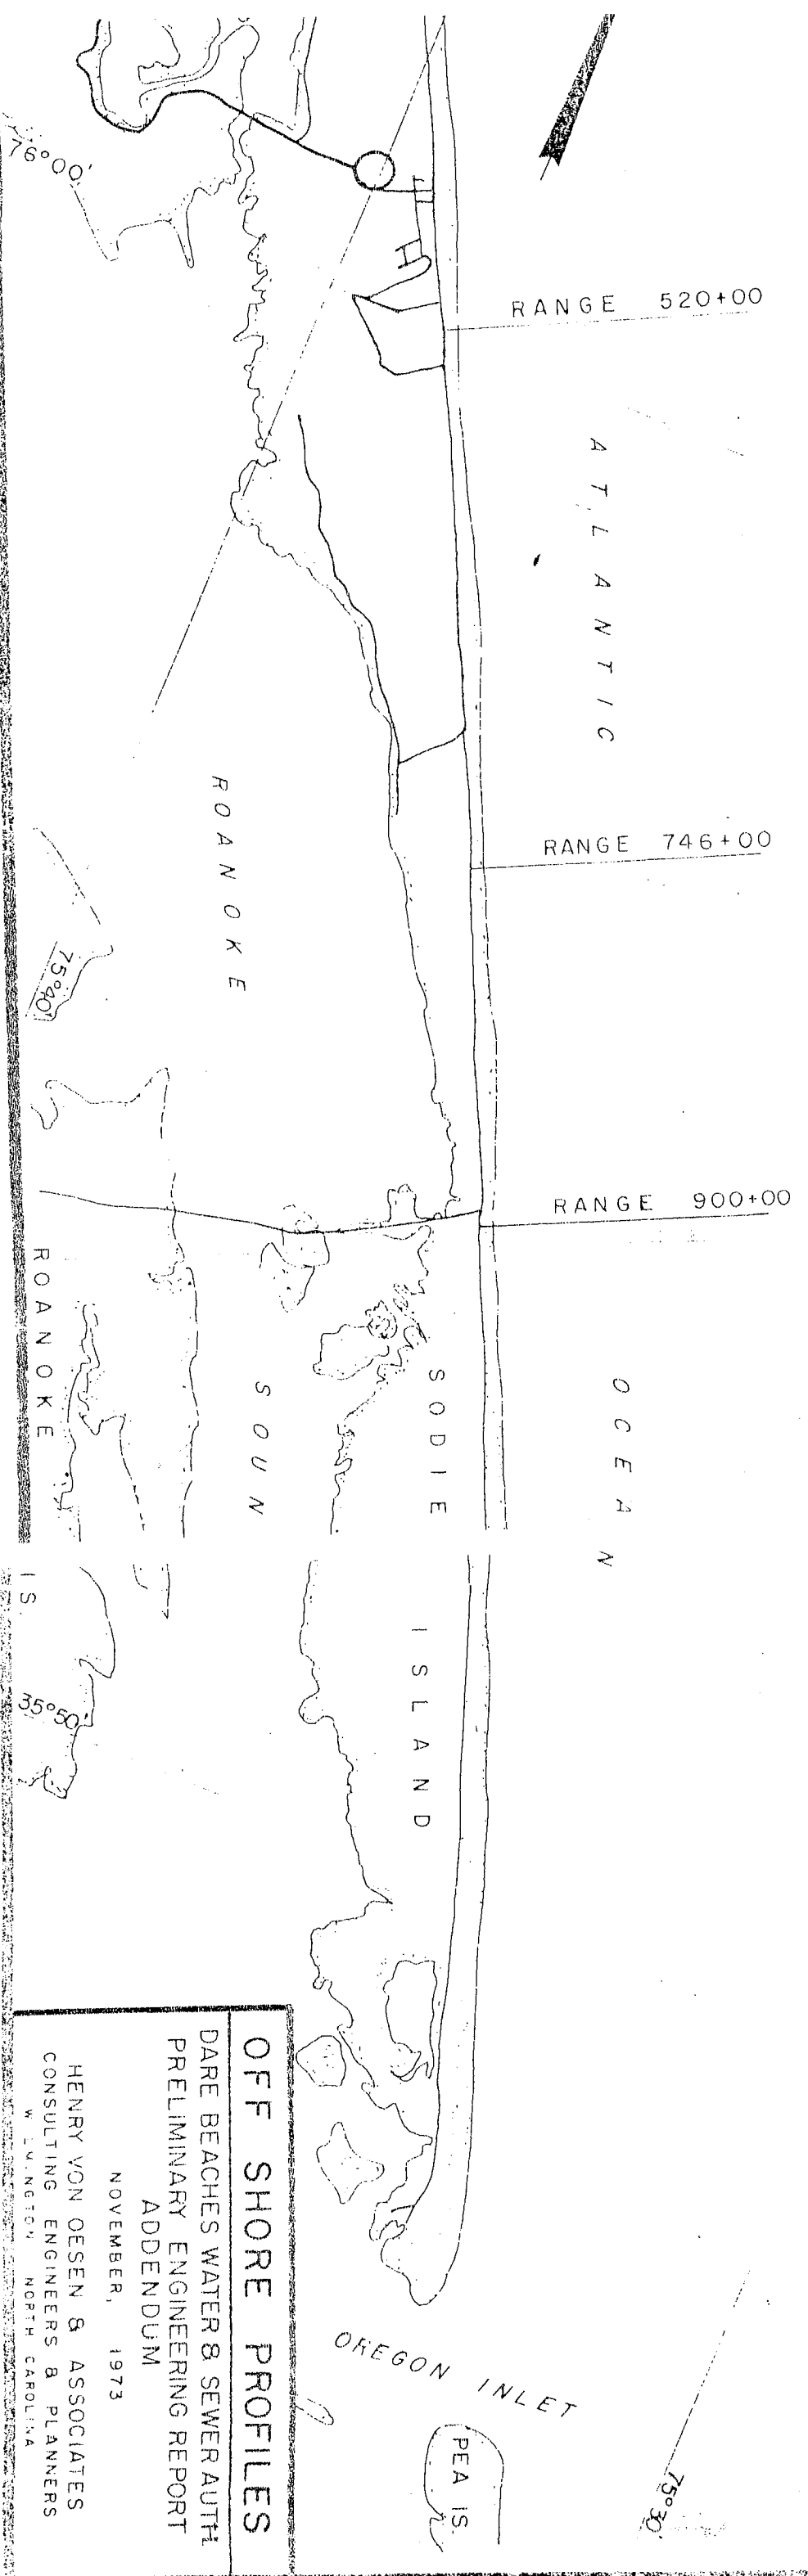 76°00'
RANGE 520+00
ATLANTIC
RANGE 746+00
ROANOKE
75°40'
RANGE 900+00
ROANOKE
SOUN
SODIE
OCEAN
IS.
35°50'
ISLAND
OFF SHORE PROFILES
DARE BEACHES WATER & SEWER AUTH.
PRELIMINARY ENGINEERING REPORT
ADDENDUM
NOVEMBER, 1973
HENRY VON OESEN & ASSOCIATES
CONSULTING ENGINEERS & PLANNERS
WILMINGTON NORTH CAROLINA
OREGON INLET
PEA IS.
75°30'